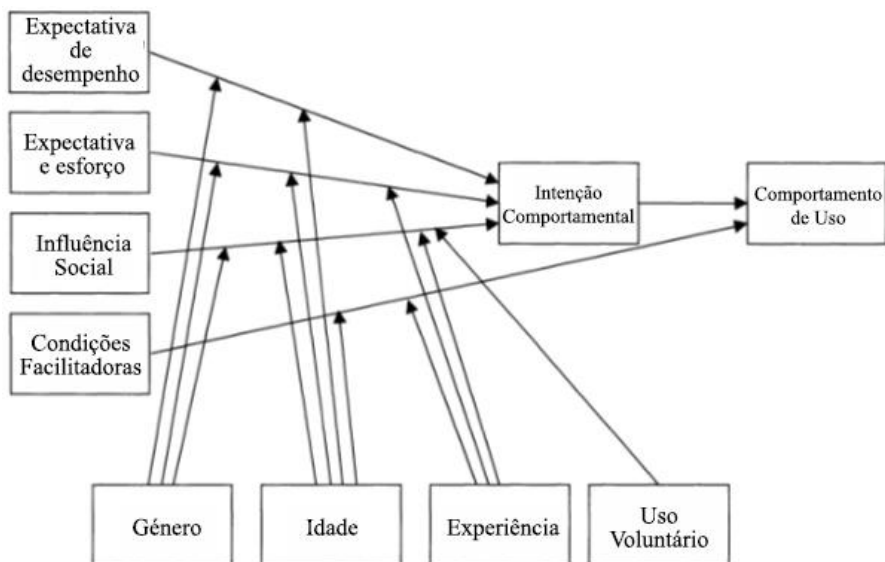 Expectativa
de
desempenho
Expectativa
e esforço
Influência
Social
Condições
Facilitadoras
Intenção
Comportamental
Comportamento
de Uso
Género
Idade
Experiência
Uso
Voluntário